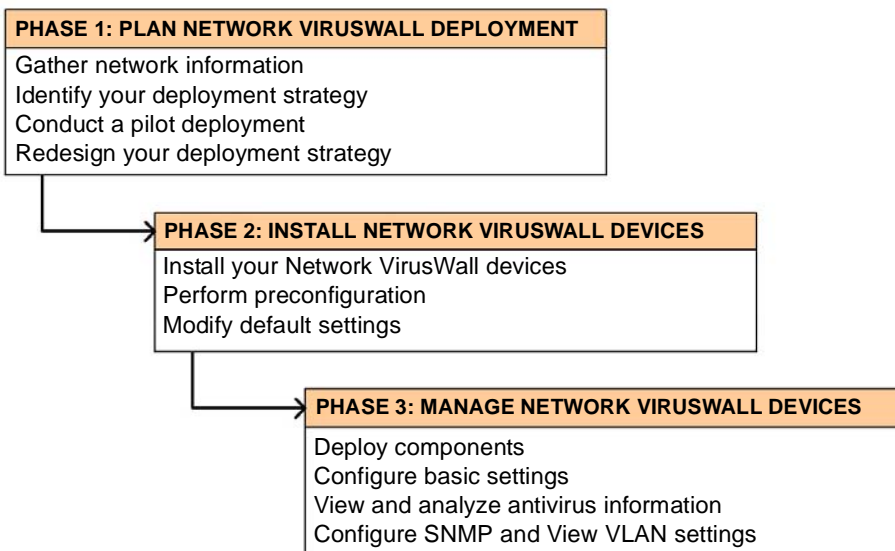 PHASE 1: PLAN NETWORK VIRUSWALL DEPLOYMENT
Gather network information
Identify your deployment strategy
Conduct a pilot deployment
Redesign your deployment strategy
PHASE 2: INSTALL NETWORK VIRUSWALL DEVICES
Install your Network VirusWall devices
Perform preconfiguration
Modify default settings
PHASE 3: MANAGE NETWORK VIRUSWALL DEVICES
Deploy components
Configure basic settings
View and analyze antivirus information
Configure SNMP and View VLAN settings